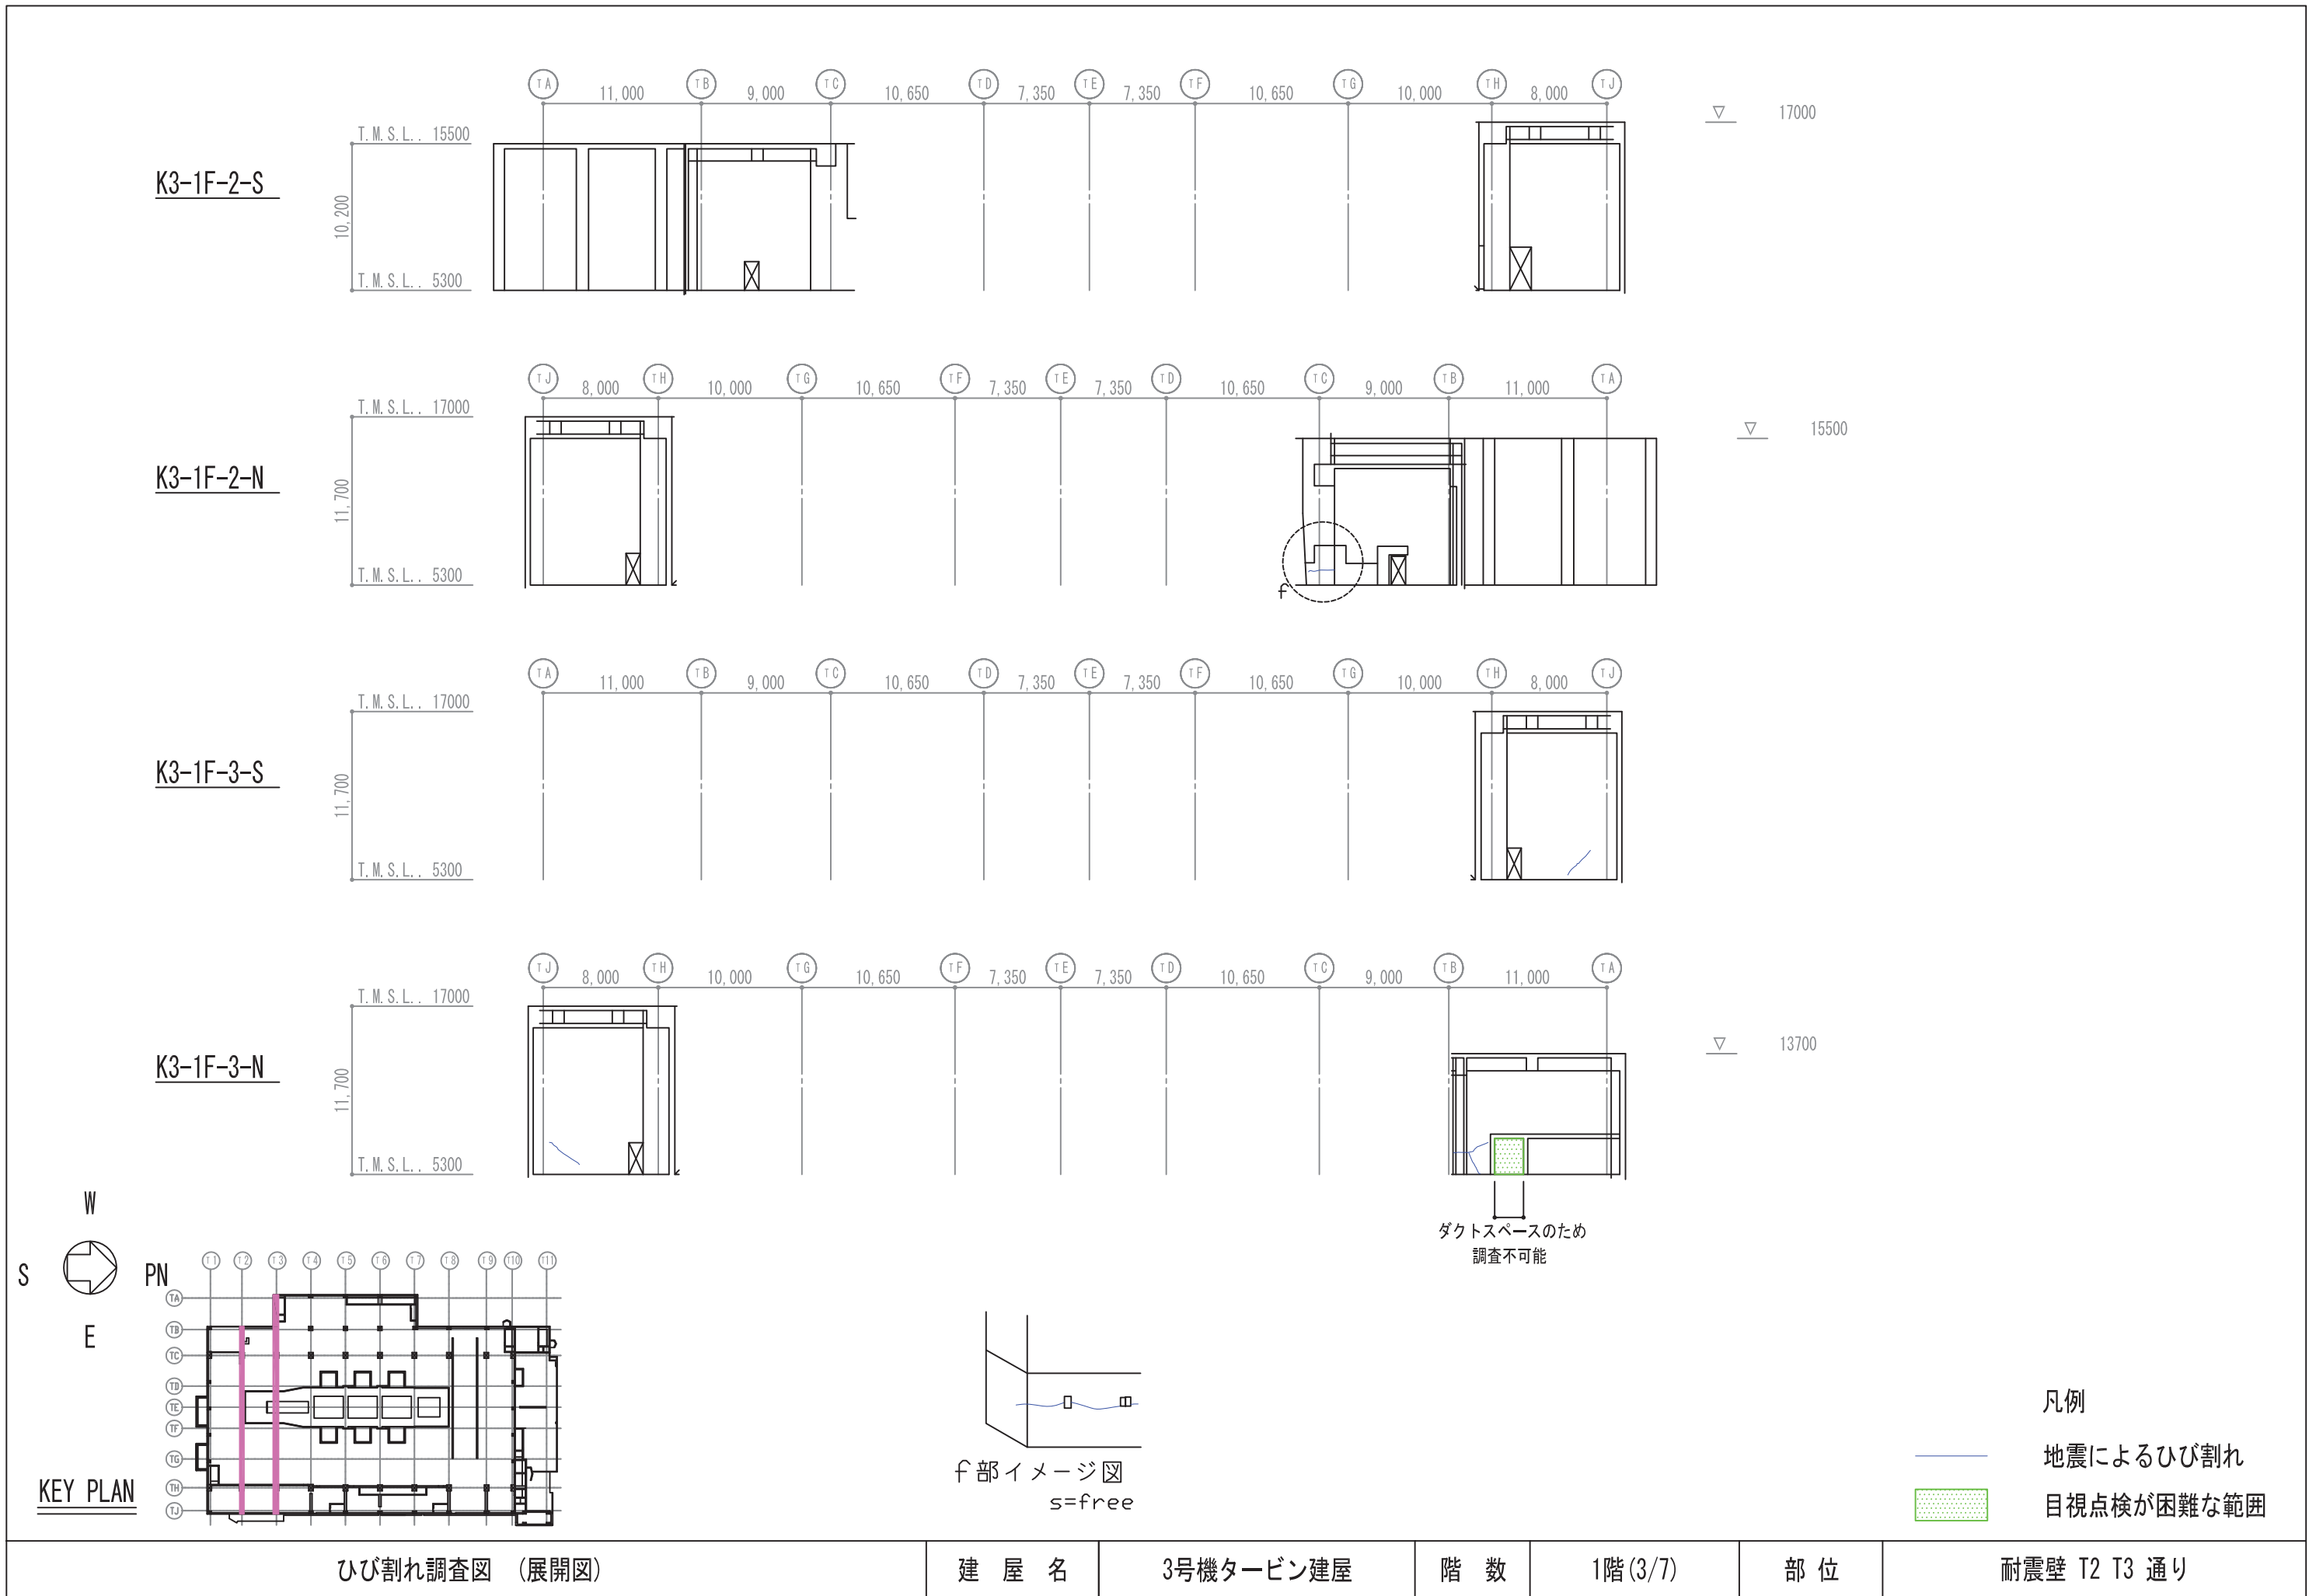 TA TB TC TD TE TF TG TH TJ
11,000 9,000 10,650 7,350 7,350 10,650 10,000 8,000
▽ 17000
T.M.S.L.. 15500
K3-1F-2-S
10,200
T.M.S.L.. 5300
TJ TH TG TF TE TD TC TB TA
8,000 10,000 10,650 7,350 7,350 10,650 9,000 11,000
T.M.S.L.. 17000
▽ 15500
K3-1F-2-N
11,700
T.M.S.L.. 5300
f
TA TB TC TD TE TF TG TH TJ
11,000 9,000 10,650 7,350 7,350 10,650 10,000 8,000
T.M.S.L.. 17000
K3-1F-3-S
11,700
T.M.S.L.. 5300
TJ TH TG TF TE TD TC TB TA
8,000 10,000 10,650 7,350 7,350 10,650 9,000 11,000
T.M.S.L.. 17000
▽ 13700
K3-1F-3-N
11,700
T.M.S.L.. 5300
ダクトスペースのため
調査不可能
W
S PN
E
T1 T2 T3 T4 T5 T6 T7 T8 T9 T10 T11
TA
TB
TC
TD
TE
TF
TG
TH
TJ
KEY PLAN
f部イメージ図
s=free
凡例
地震によるひび割れ
目視点検が困難な範囲
ひび割れ調査図 (展開図) 建 屋 名 3号機タービン建屋 階 数 1階(3/7) 部 位 耐震壁 T2 T3 通り